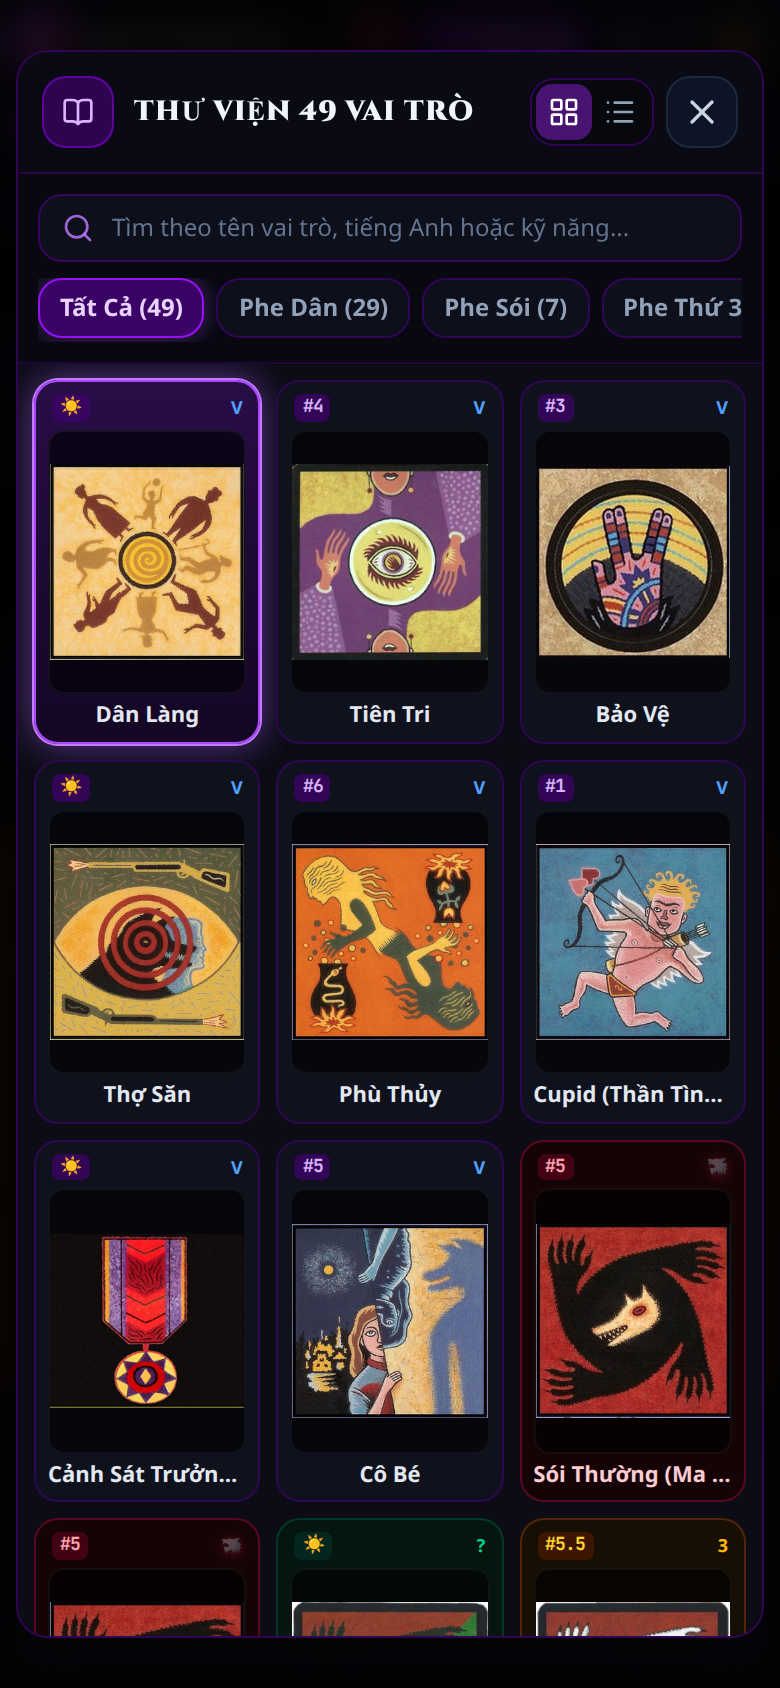 THƯ VIỆN 49 VAI TRÒ
Tìm theo tên vai trò, tiếng Anh hoặc kỹ năng...
Tất Cả (49)
Phe Dân (29)
Phe Sói (7)
Phe Thứ 3
V
#4 V
#3 V
Dân Làng
Tiên Tri
Bảo Vệ
V
#6 V
#1 V
Thợ Săn
Phù Thủy
Cupid (Thần Tìn...
V
#5 V
#5
Cảnh Sát Trưởn...
Cô Bé
Sói Thường (Ma ...
#5
?
#5.5 3